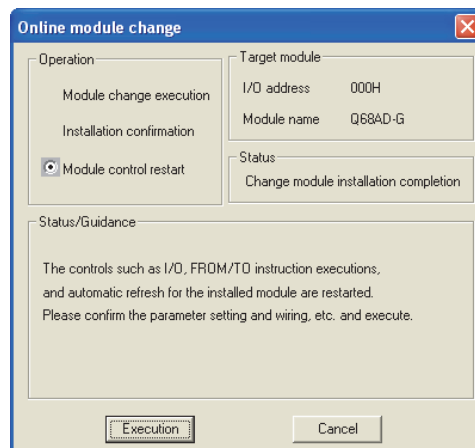 Online module change
Operation
Module change execution
Installation confirmation
Module control restart
Target module
I/O address 000H
Module name Q68AD-G
Status
Change module installation completion
Status/Guidance
The controls such as I/O, FROM/TO instruction executions,
and automatic refresh for the installed module are restarted.
Please confirm the parameter setting and wiring, etc. and execute.
Execution Cancel